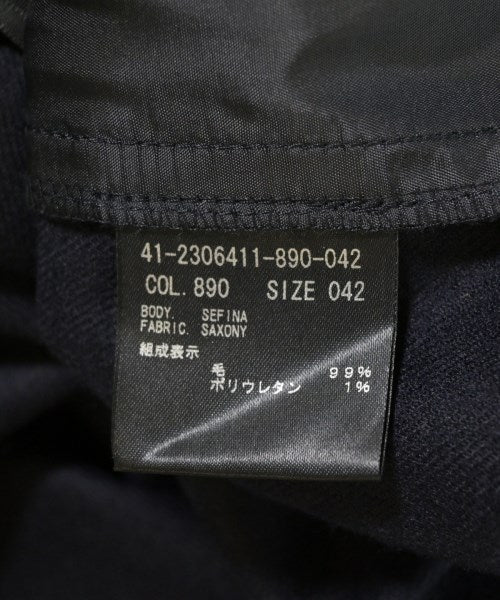 41-2306411-890-042
COL. 890 SIZE 042
BODY. SEFINA
FABRIC. SAXONY
組成表示
毛 99%
ポリウレタン 1%